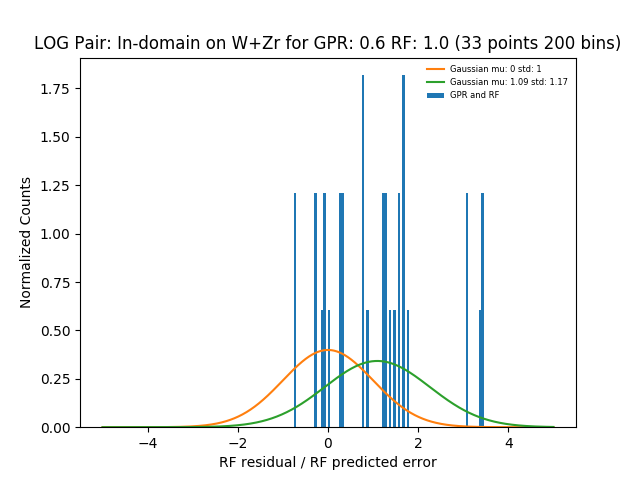 LOG Pair: In-domain on W+Zr for GPR: 0.6 RF: 1.0 (33 points 200 bins)
Gaussian mu: 0 std: 1
Gaussian mu: 1.09 std: 1.17
GPR and RF
Normalized Counts
1.75
1.50
1.25
1.00
0.75
0.50
0.25
0.00
−4
−2
0
2
4
RF residual / RF predicted error